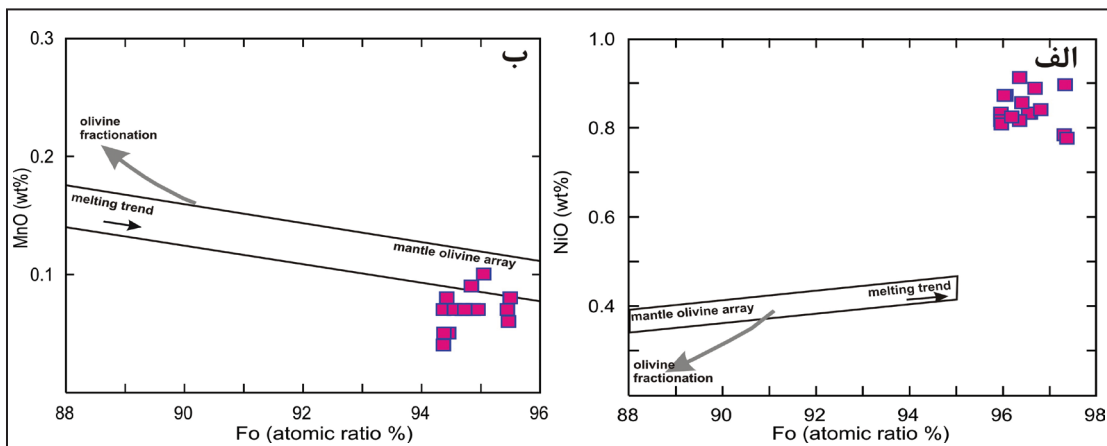 ب
0.3
0.2
0.1
MnO (wt%)
olivine
fractionation
melting trend
mantle olivine array
88
90
92
94
96
Fo (atomic ratio %)
الف
1.0
0.8
0.6
0.4
NiO (wt%)
melting trend
mantle olivine array
olivine
fractionation
88
90
92
94
96
98
Fo (atomic ratio %)